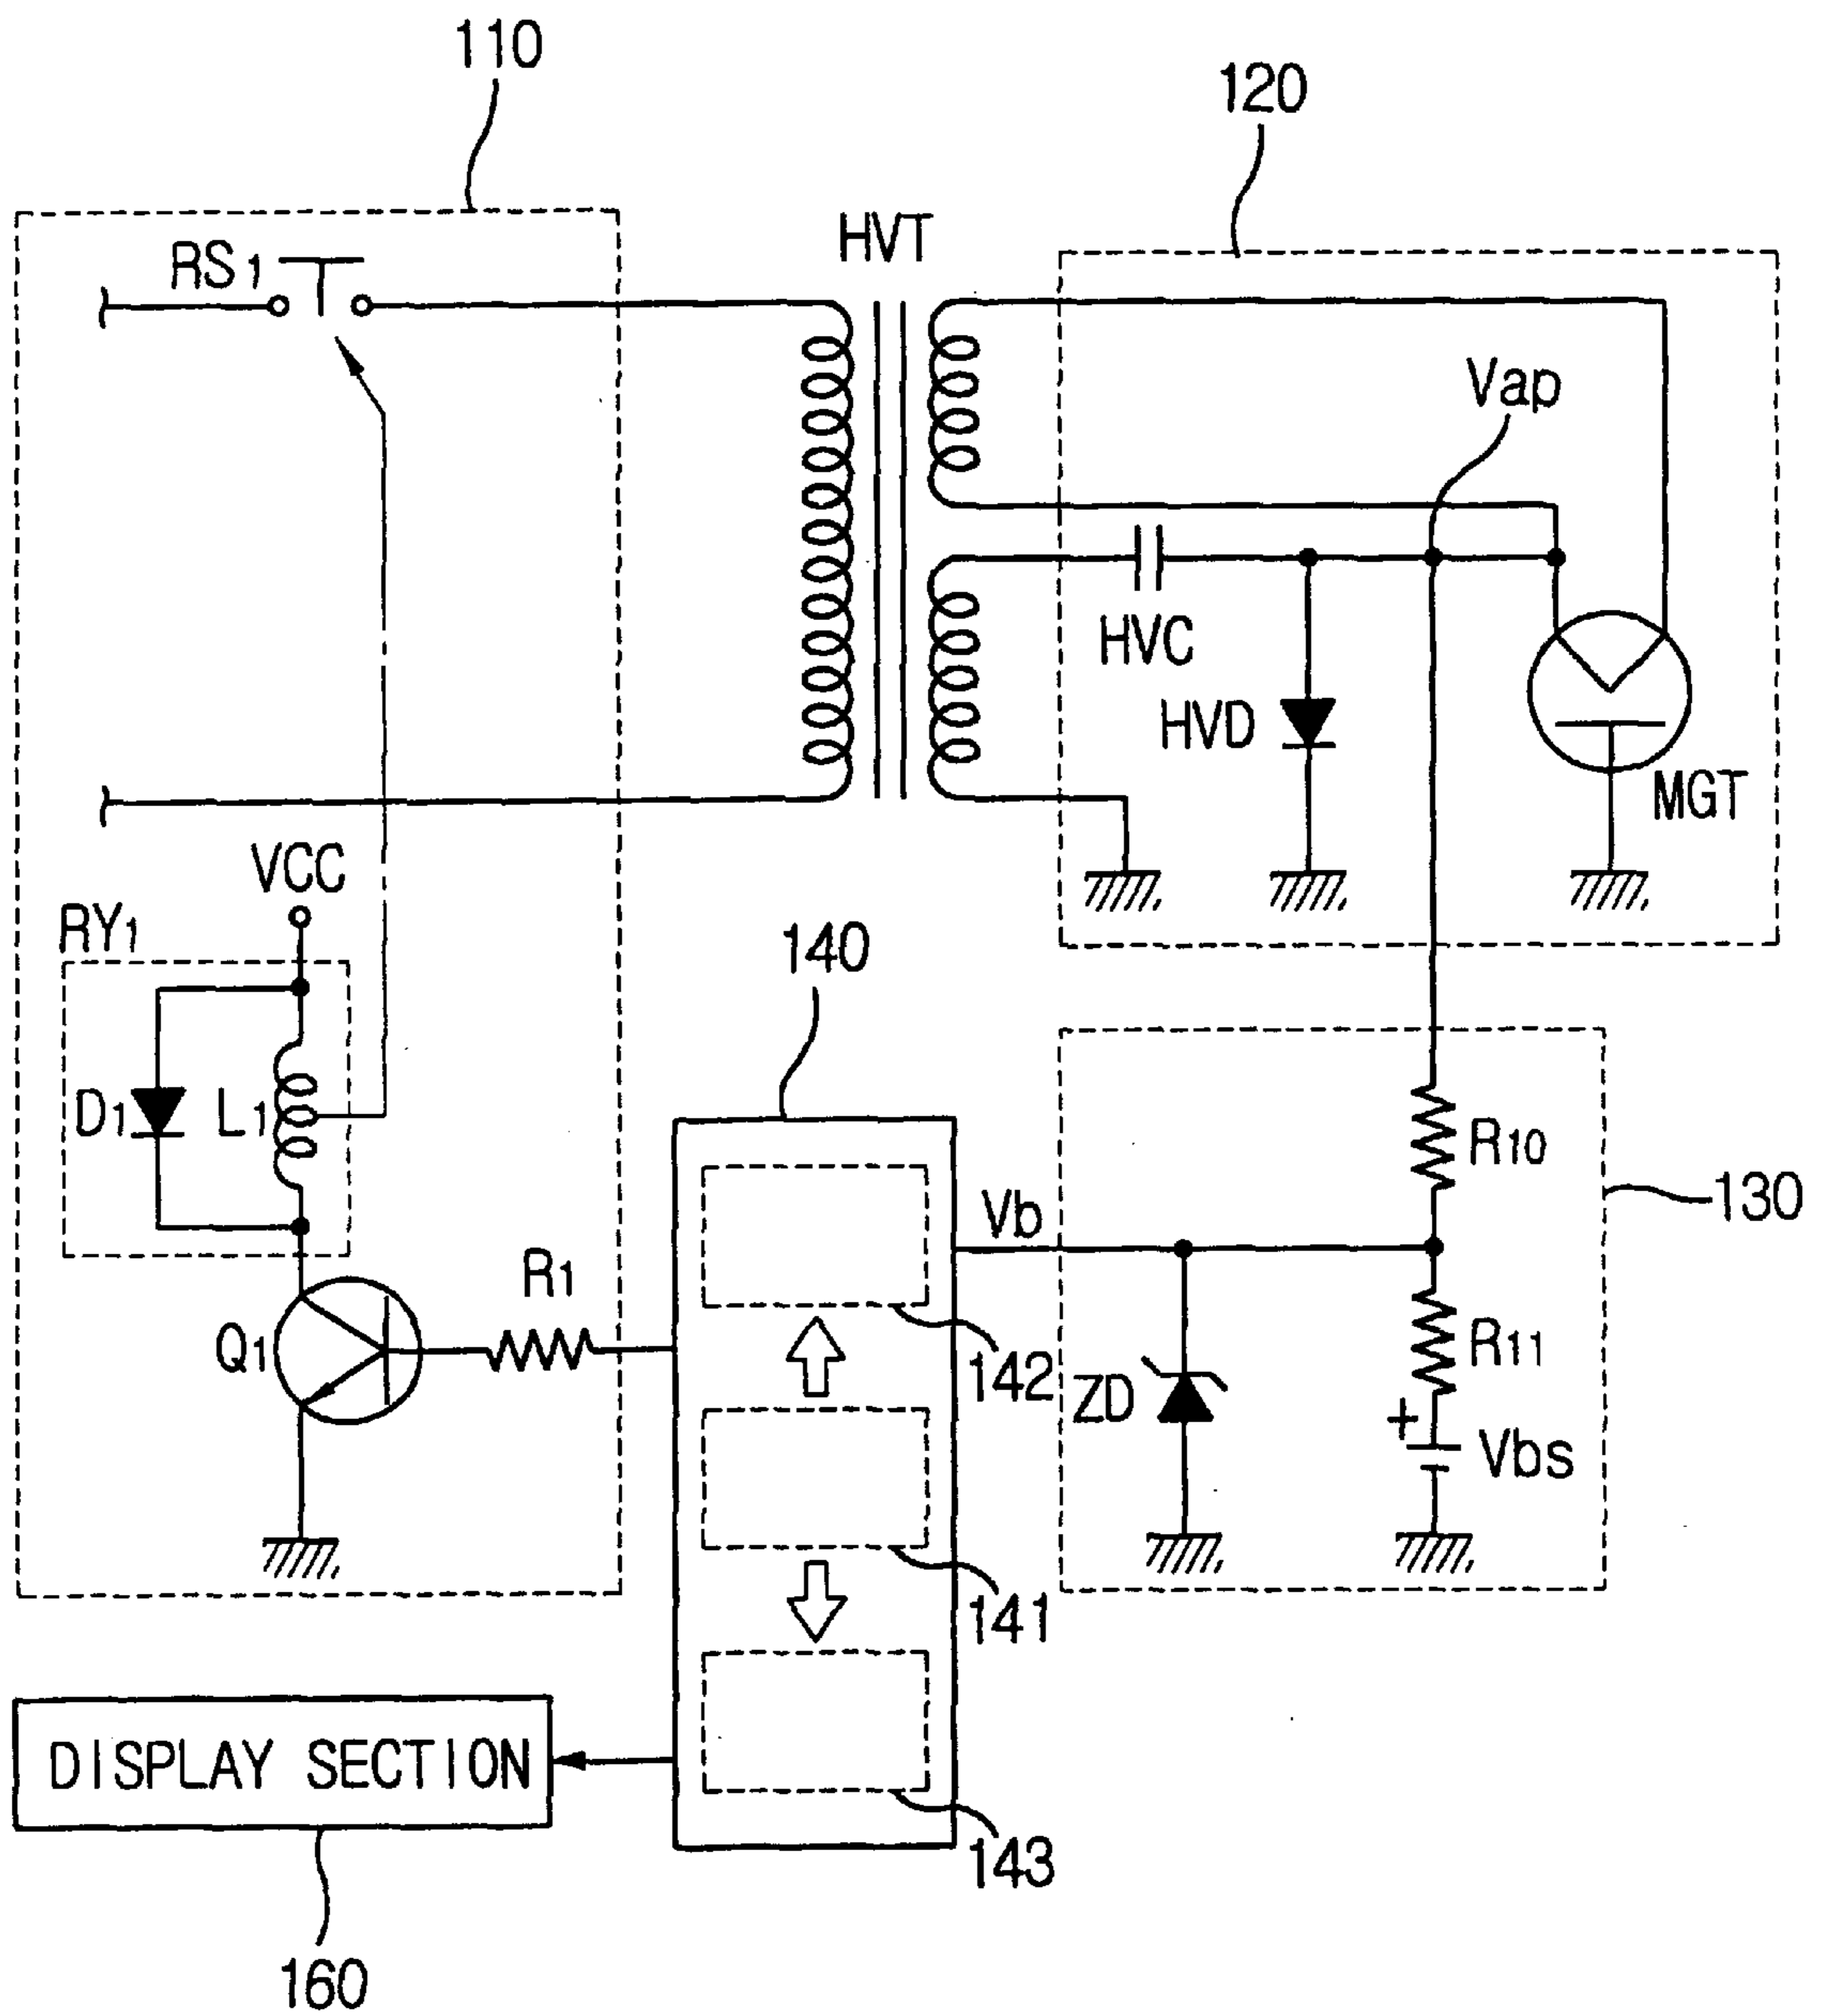 110
120
HVT
RS1
Vap
HVC
HVD
MGT
VCC
RY1
140
D1
L1
R10
130
Vb
R1
Q1
142
R11
ZD
+
Vbs
141
DISPLAY SECTION
143
160